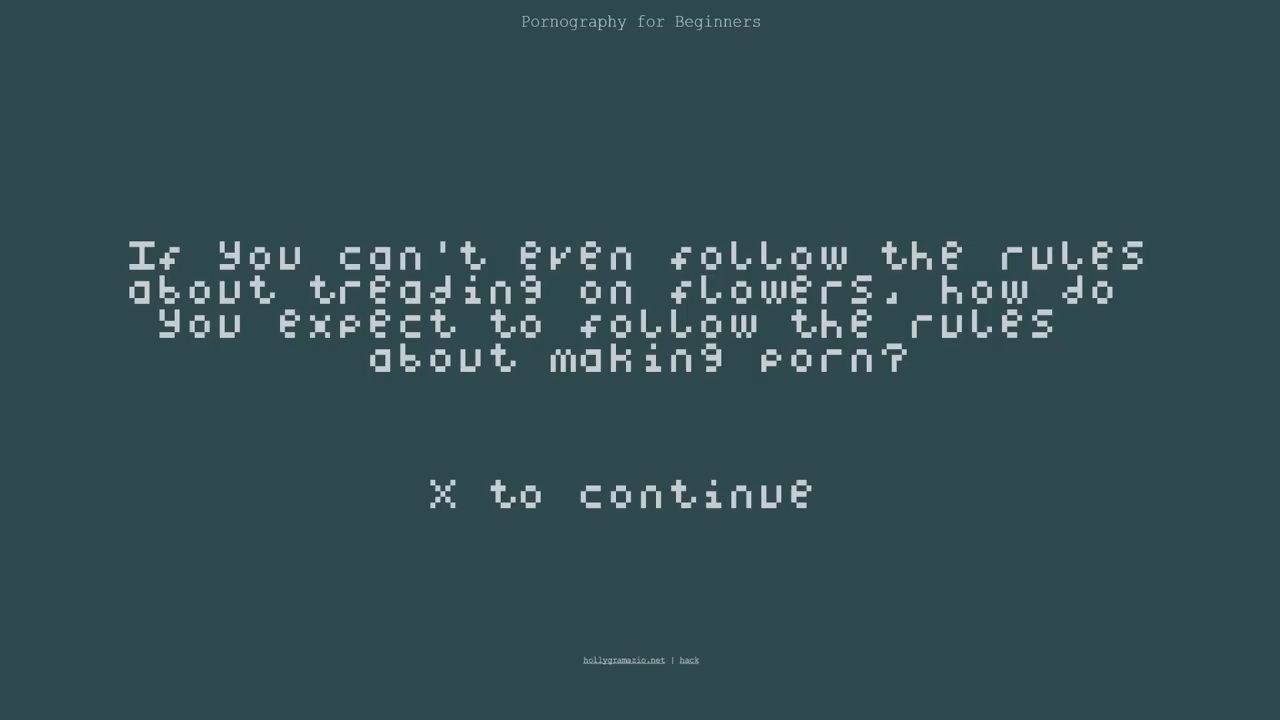 Pornography for Beginners
If you can't even follow the rules
about treading on flowers, how do
you expect to follow the rules
about making porn?
X to continue
hollygramazio.net | hack